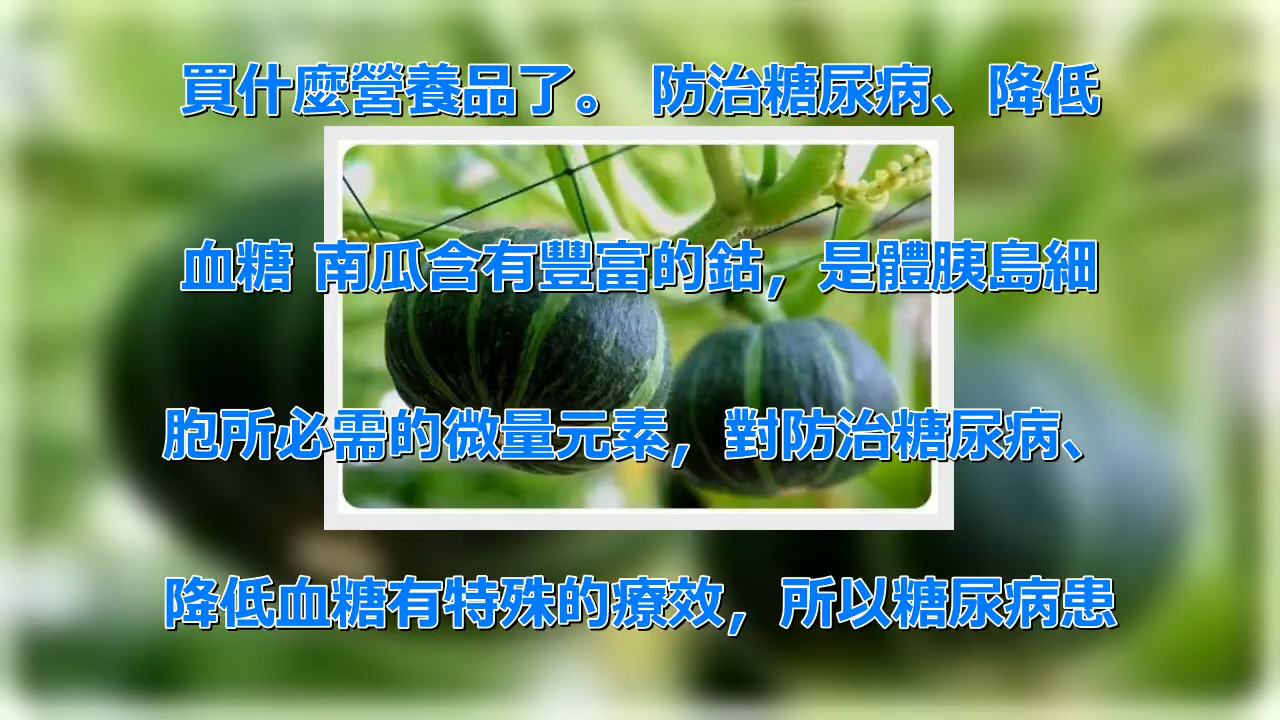 買什麼營養品了。 防治糖尿病、降低
血糖 南瓜含有豐富的鈷，是體胰島細
胞所必需的微量元素，對防治糖尿病、
降低血糖有特殊的療效，所以糖尿病患